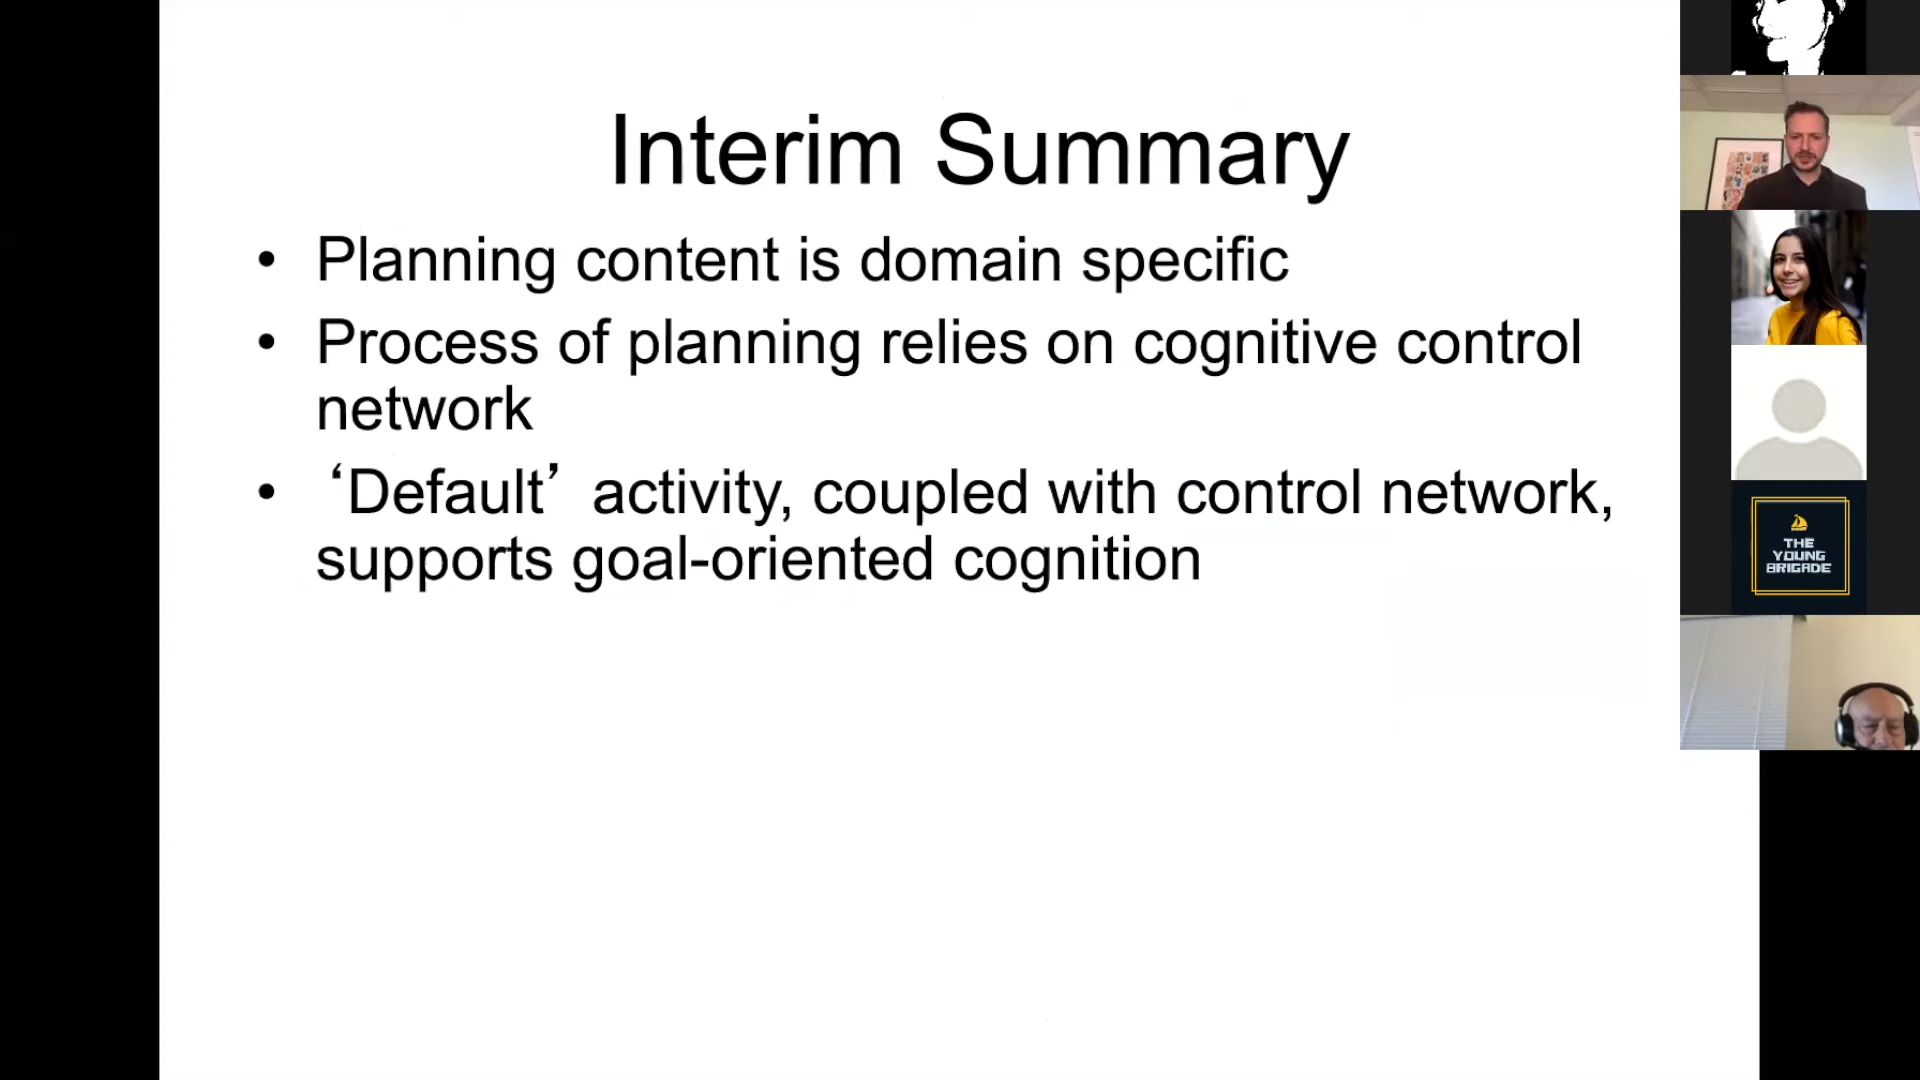 Interim Summary
• Planning content is domain specific
• Process of planning relies on cognitive control
network
• ‘Default’ activity, coupled with control network,
supports goal-oriented cognition
THE
YOUNG
BRIGADE